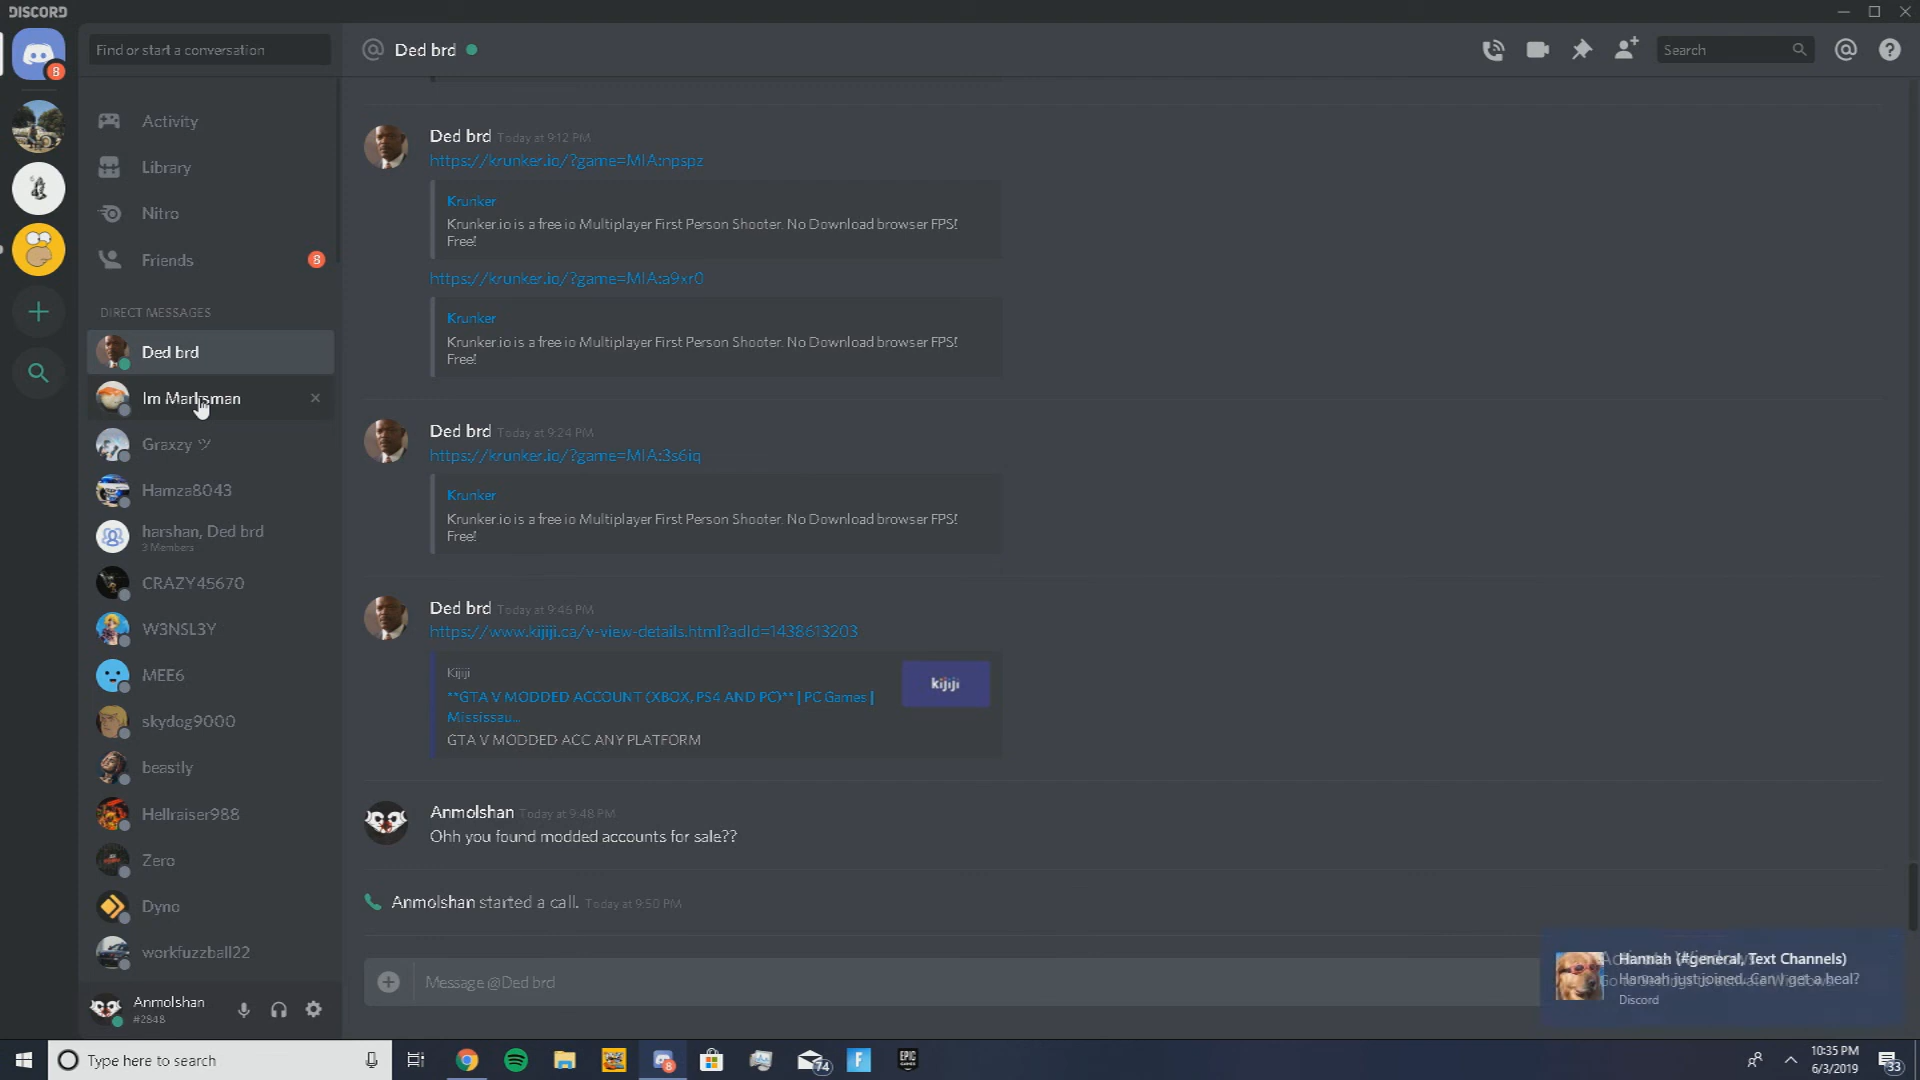 DISCORD
Find or start a conversation
Ded brd
Search
8
Activity
Library
Nitro
Friends
8
DIRECT MESSAGES
Ded brd
Im Marksman
Graxzy ツ
Hamza8043
harshan, Ded brd
3 Members
CRAZY45670
W3NSL3Y
MEE6
skydog9000
beastly
Hellraiser988
Zero
Dyno
workfuzzball22
Anmolshan
#2848
Ded brd Today at 9:12 PM
https://krunker.io/?game=MIA:npspz
Krunker
Krunker.io is a free io Multiplayer First Person Shooter. No Download browser FPS!
Free!
https://krunker.io/?game=MIA:a9xr0
Krunker
Krunker.io is a free io Multiplayer First Person Shooter. No Download browser FPS!
Free!
Ded brd Today at 9:24 PM
https://krunker.io/?game=MIA:3s6iq
Krunker
Krunker.io is a free io Multiplayer First Person Shooter. No Download browser FPS!
Free!
Ded brd Today at 9:46 PM
https://www.kijiji.ca/v-view-details.html?adId=1438613203
Kijiji
kijiji
**GTA V MODDED ACCOUNT (XBOX, PS4 AND PC)** | PC Games |
Mississau...
GTA V MODDED ACC ANY PLATFORM
Anmolshan Today at 9:48 PM
Ohh you found modded accounts for sale??
Anmolshan started a call. Today at 9:50 PM
Message @Ded brd
Hannah (#general, Text Channels)
Hannah just joined. Can I get a heal?
Discord
Type here to search
8
74
EPIC
GAMES
10:35 PM
6/3/2019
33